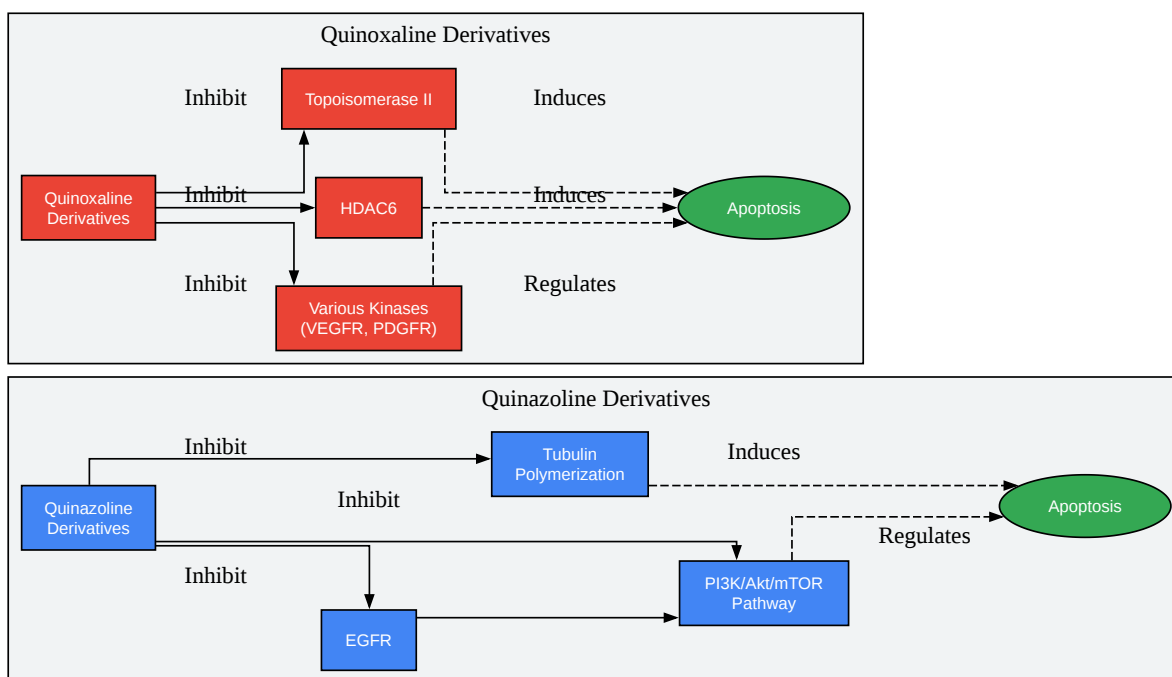 Quinoxaline Derivatives
Inhibit
Topoisomerase II
Induces
Quinoxaline
Derivatives
Inhibit
HDAC6
Induces
Apoptosis
Inhibit
Various Kinases
(VEGFR, PDGFR)
Regulates
Quinazoline Derivatives
Inhibit
Tubulin
Polymerization
Induces
Quinazoline
Derivatives
Inhibit
Apoptosis
Regulates
Inhibit
PI3K/Akt/mTOR
Pathway
EGFR